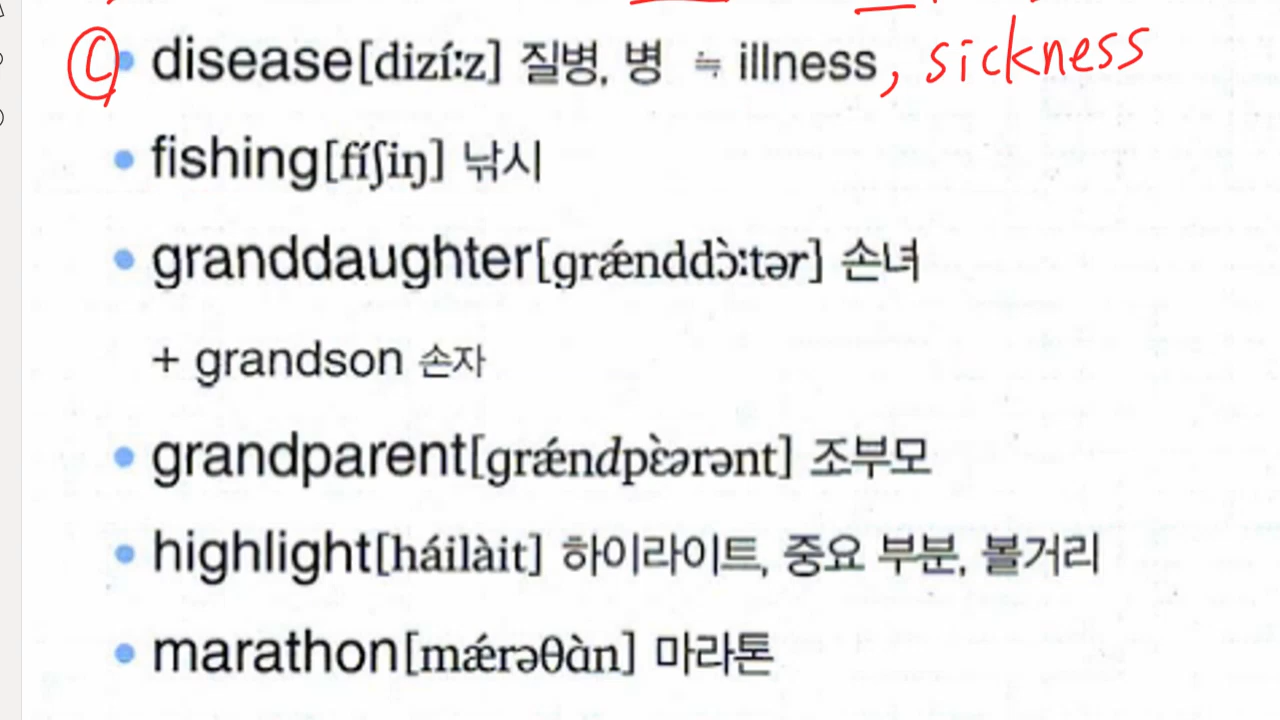 Ⓒ • disease[dizíːz] 질병, 병 ≒ illness, sickness
• fishing[fíʃiŋ] 낚시
• granddaughter[grǽnddɔ̀ːtər] 손녀
+ grandson 손자
• grandparent[grǽndpɛ̀ərənt] 조부모
• highlight[háilàit] 하이라이트, 중요 부분, 볼거리
• marathon[mǽrəθɑ̀n] 마라톤